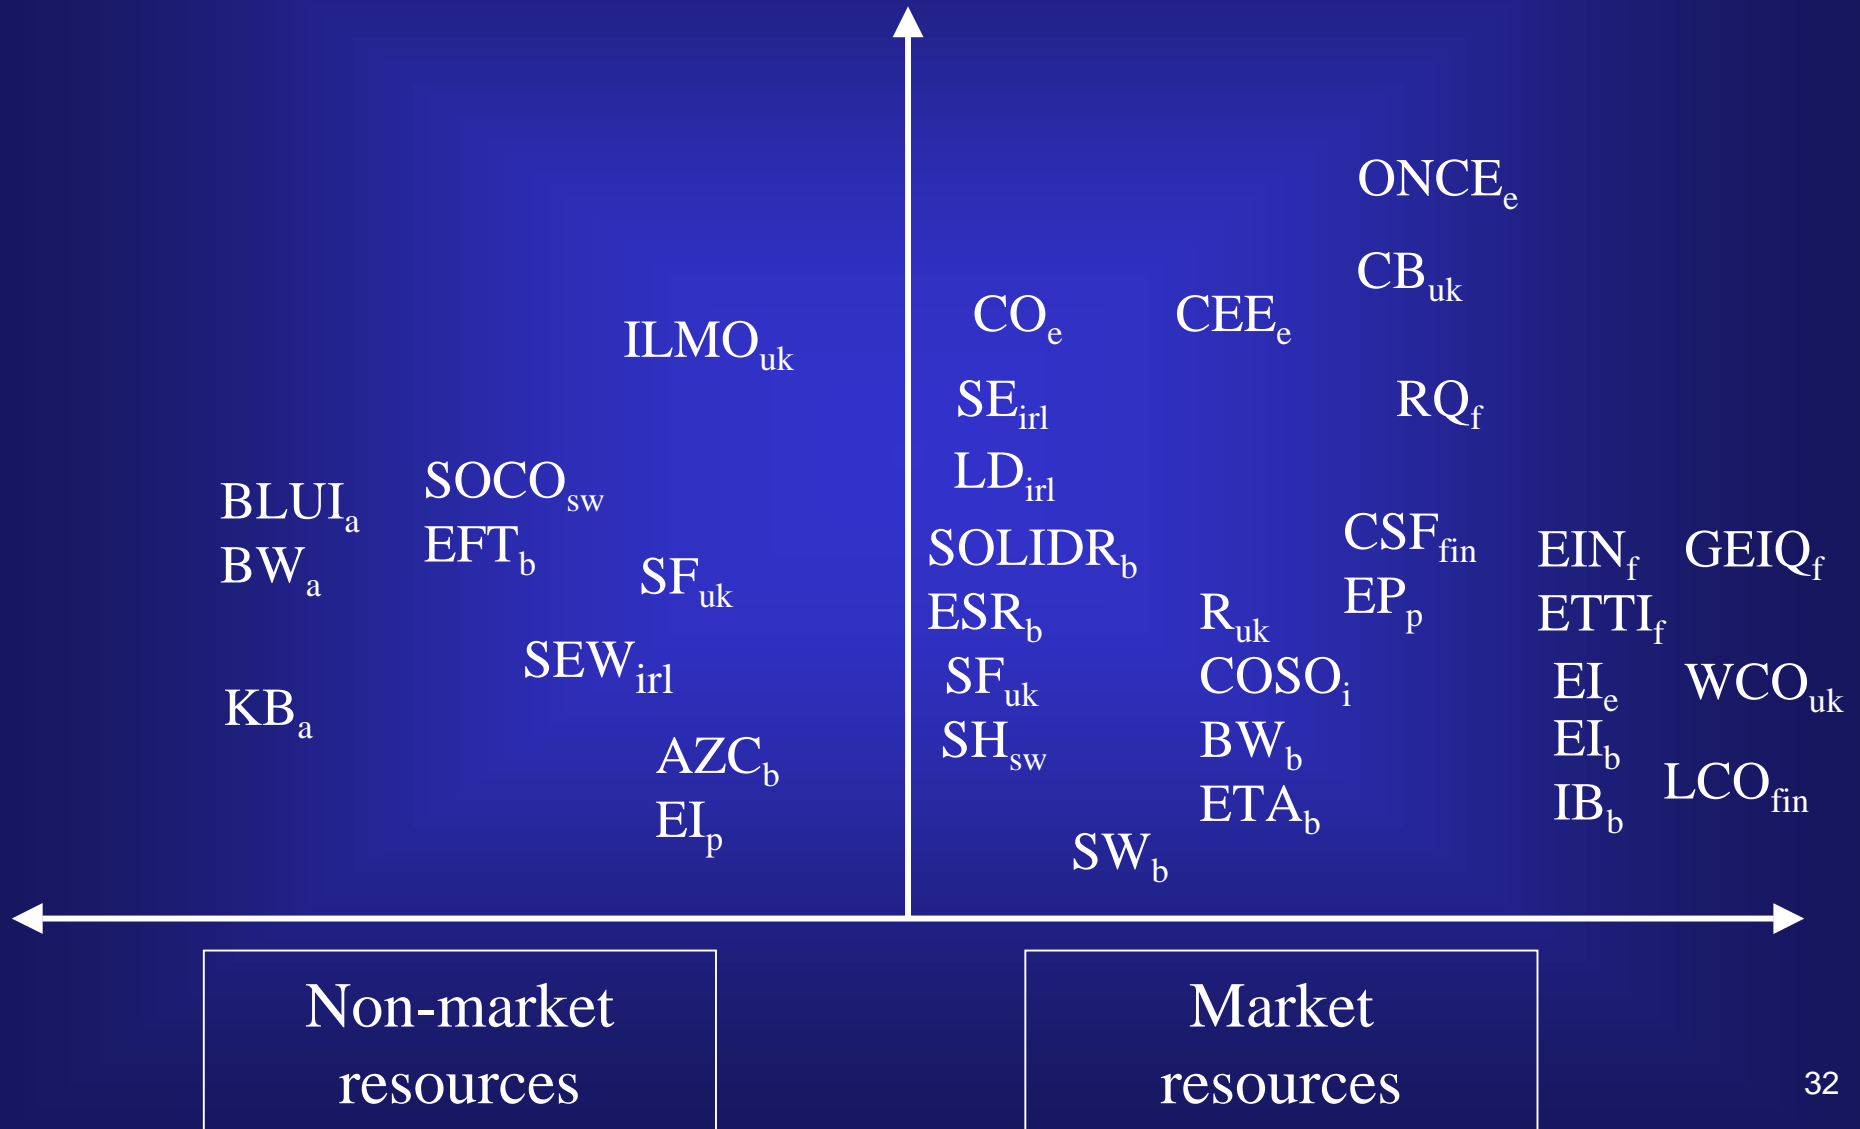 ONCEe
CBuk
COe
CEEe
ILMOuk
SEirl
RQf
LDirl
SOCOsw
BLUIa
EFTb
BWa
SFuk
SOLIDRb
CSFfin
EINf
GEIQf
ESRb
Ruk
EPp
ETTIf
SEWirl
SFuk
COSOi
EIe
WCOuk
KBa
SHsw
BWb
EIb
AZCb
ETAb
IBb
LCOfin
EIp
SWb
Non-market
resources
Market
resources
32